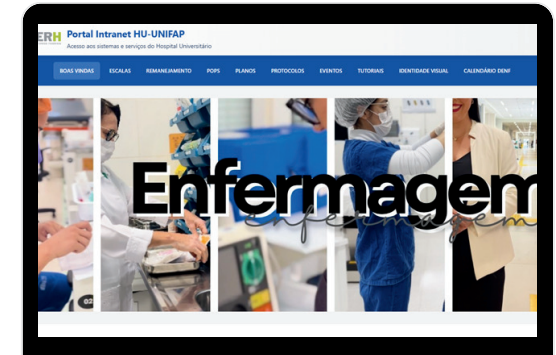 ERH Portal Intranet HU-UNIFAP
Acesso aos sistemas e serviços do Hospital Universitário
BOAS VINDAS ESCALAS REMANEJAMENTO POPS PLANOS PROTOCOLOS EVENTOS TUTORIAIS IDENTIDADE VISUAL CALENDÁRIO DENF
Enfermagem
enfermagem
02